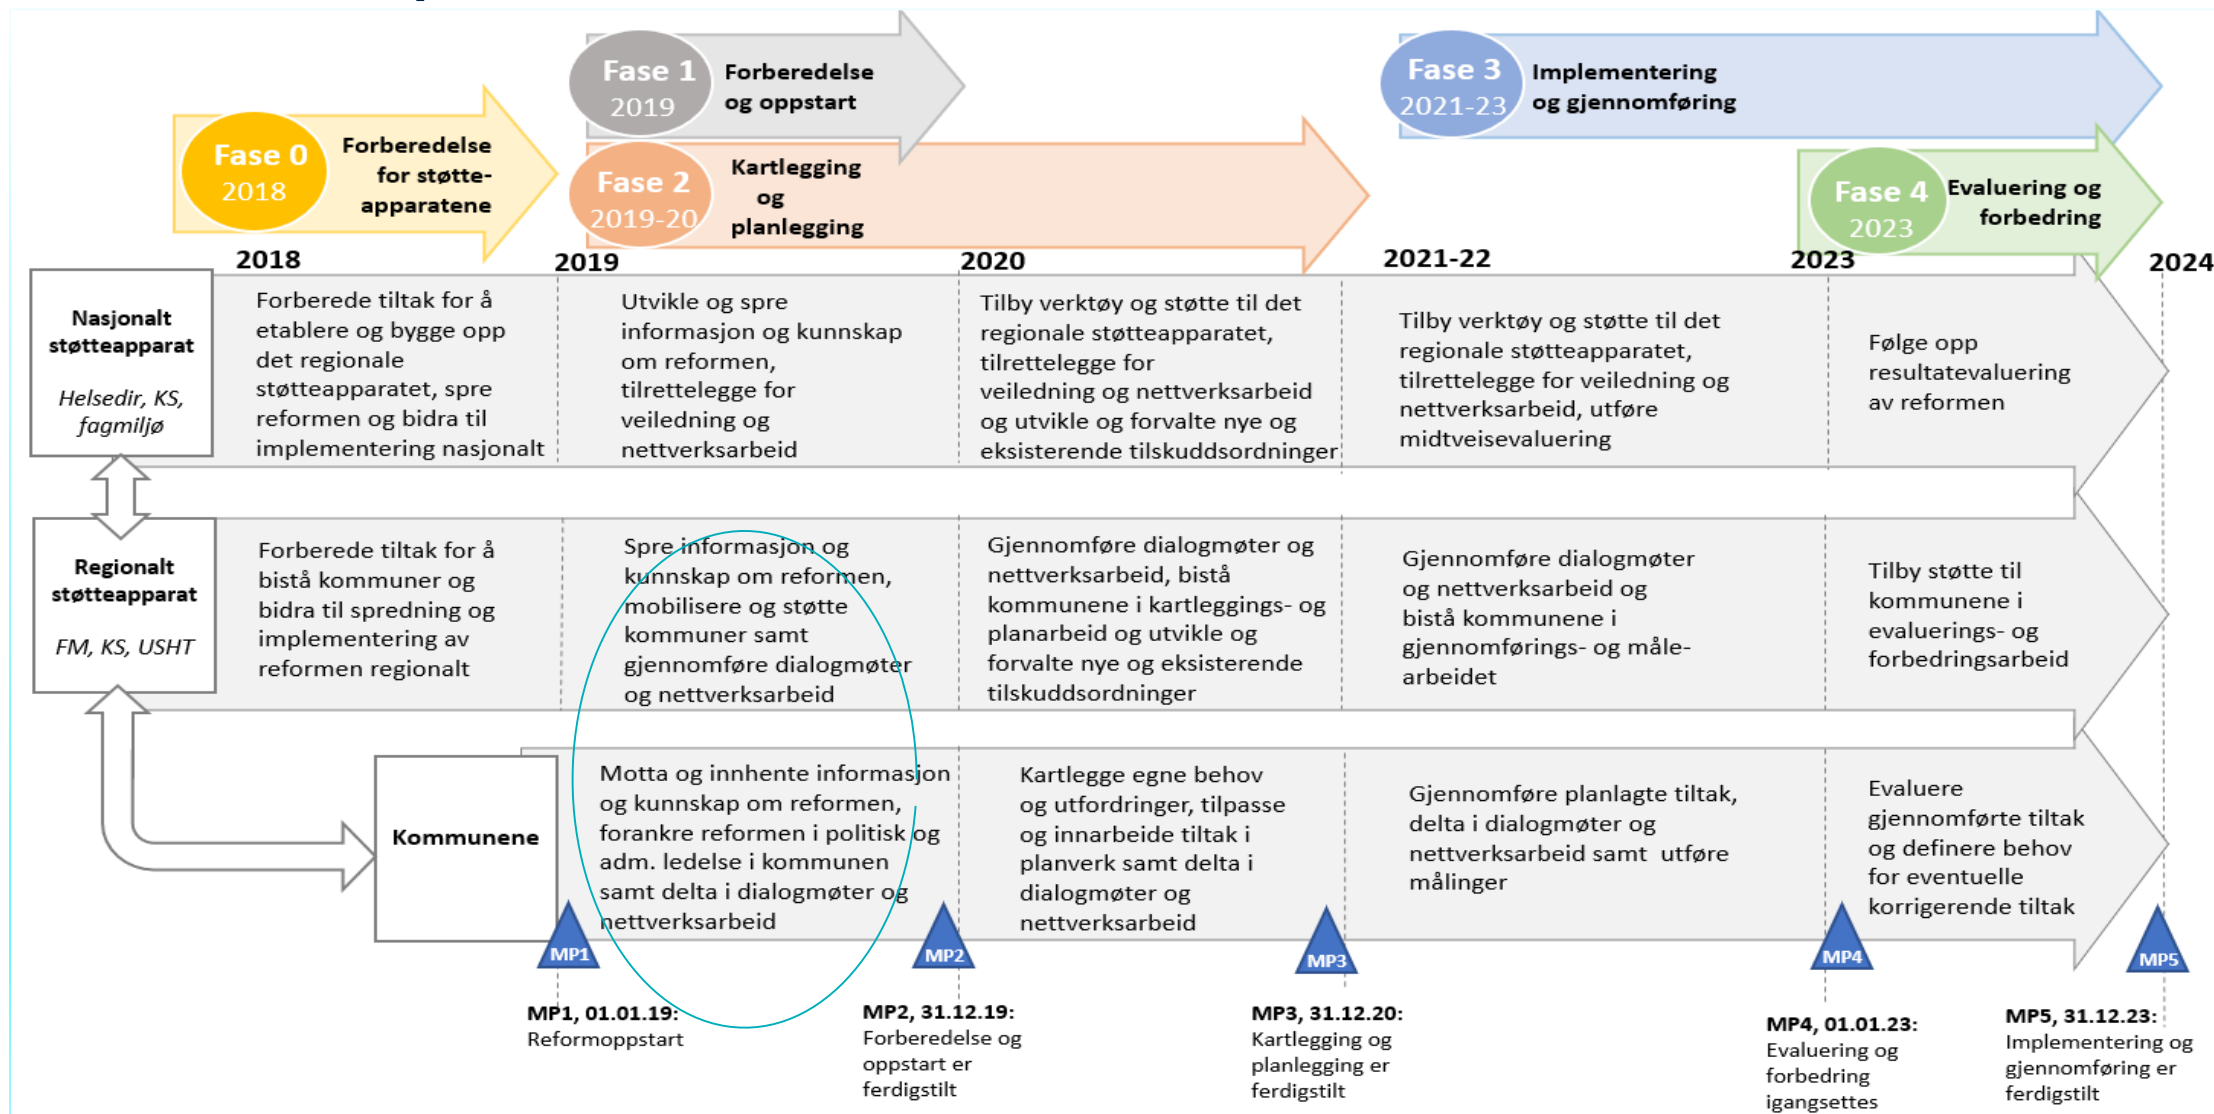 Fase 0
2018
Forberedelse
for støtte-
apparatene
Fase 1
2019
Forberedelse
og oppstart
Fase 2
2019-20
Kartlegging
og
planlegging
Fase 3
2021-23
Implementering
og gjennomføring
Fase 4
2023
Evaluering og
forbedring
2018
2019
2020
2021-22
2023
2024
Nasjonalt
støtteapparat
Helsedir, KS,
fagmiljø
Forberede tiltak for å
etablere og bygge opp
det regionale
støtteapparatet, spre
reformen og bidra til
implementering nasjonalt
Utvikle og spre
informasjon og kunnskap
om reformen,
tilrettelegge for
veiledning og
nettverksarbeid
Tilby verktøy og støtte til det
regionale støtteapparatet,
tilrettelegge for
veiledning og nettverksarbeid
og utvikle og forvalte nye og
eksisterende tilskuddsordninger
Tilby verktøy og støtte til det
regionale støtteapparatet,
tilrettelegge for veiledning og
nettverksarbeid, utføre
midtveisevaluering
Følge opp
resultatevaluering
av reformen
Regionalt
støtteapparat
FM, KS, USHT
Forberede tiltak for å
bistå kommuner og
bidra til spredning og
implementering av
reformen regionalt
Spre informasjon og
kunnskap om reformen,
mobilisere og støtte
kommuner samt
gjennomføre dialogmøter
og nettverksarbeid
Gjennomføre dialogmøter og
nettverksarbeid, bistå
kommunene i kartleggings- og
planarbeid og utvikle og
forvalte nye og eksisterende
tilskuddsordninger
Gjennomføre dialogmøter
og nettverksarbeid og
bistå kommunene i
gjennomførings- og måle-
arbeidet
Tilby støtte til
kommunene i
evaluerings- og
forbedringsarbeid
Kommunene
Motta og innhente informasjon
og kunnskap om reformen,
forankre reformen i politisk og
adm. ledelse i kommunen
samt delta i dialogmøter og
nettverksarbeid
Kartlegge egne behov
og utfordringer, tilpasse
og innarbeide tiltak i
planverk samt delta i
dialogmøter og
nettverksarbeid
Gjennomføre planlagte tiltak,
delta i dialogmøter og
nettverksarbeid samt utføre
målinger
Evaluere
gjennomførte tiltak
og definere behov
for eventuelle
korrigerende tiltak
MP1
MP2
MP3
MP4
MP5
MP1, 01.01.19:
Reformoppstart
MP2, 31.12.19:
Forberedelse og
oppstart er
ferdigstilt
MP3, 31.12.20:
Kartlegging og
planlegging er
ferdigstilt
MP4, 01.01.23:
Evaluering og
forbedring
igangsettes
MP5, 31.12.23:
Implementering og
gjennomføring er
ferdigstilt